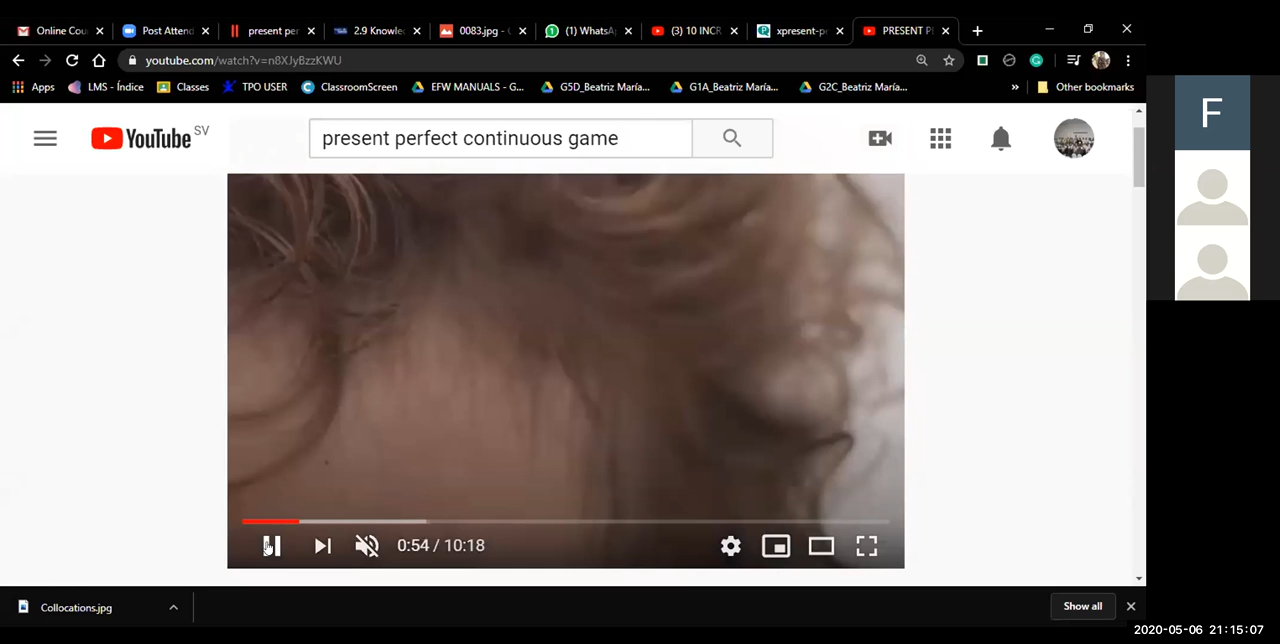 Online Cou
Post Attend
present per
2.9 Knowle
0083.jpg - G
(1) WhatsA
(3) 10 INCR
xpresent-p
PRESENT P
youtube.com/watch?v=n8XJyBzzKWU
Apps
LMS - Índice
Classes
TPO USER
ClassroomScreen
EFW MANUALS - G...
G5D_Beatriz María...
G1A_Beatriz María...
G2C_Beatriz María...
»
Other bookmarks
YouTube SV
present perfect continuous game
F
0:54 / 10:18
Collocations.jpg
Show all
2020-05-06 21:15:07